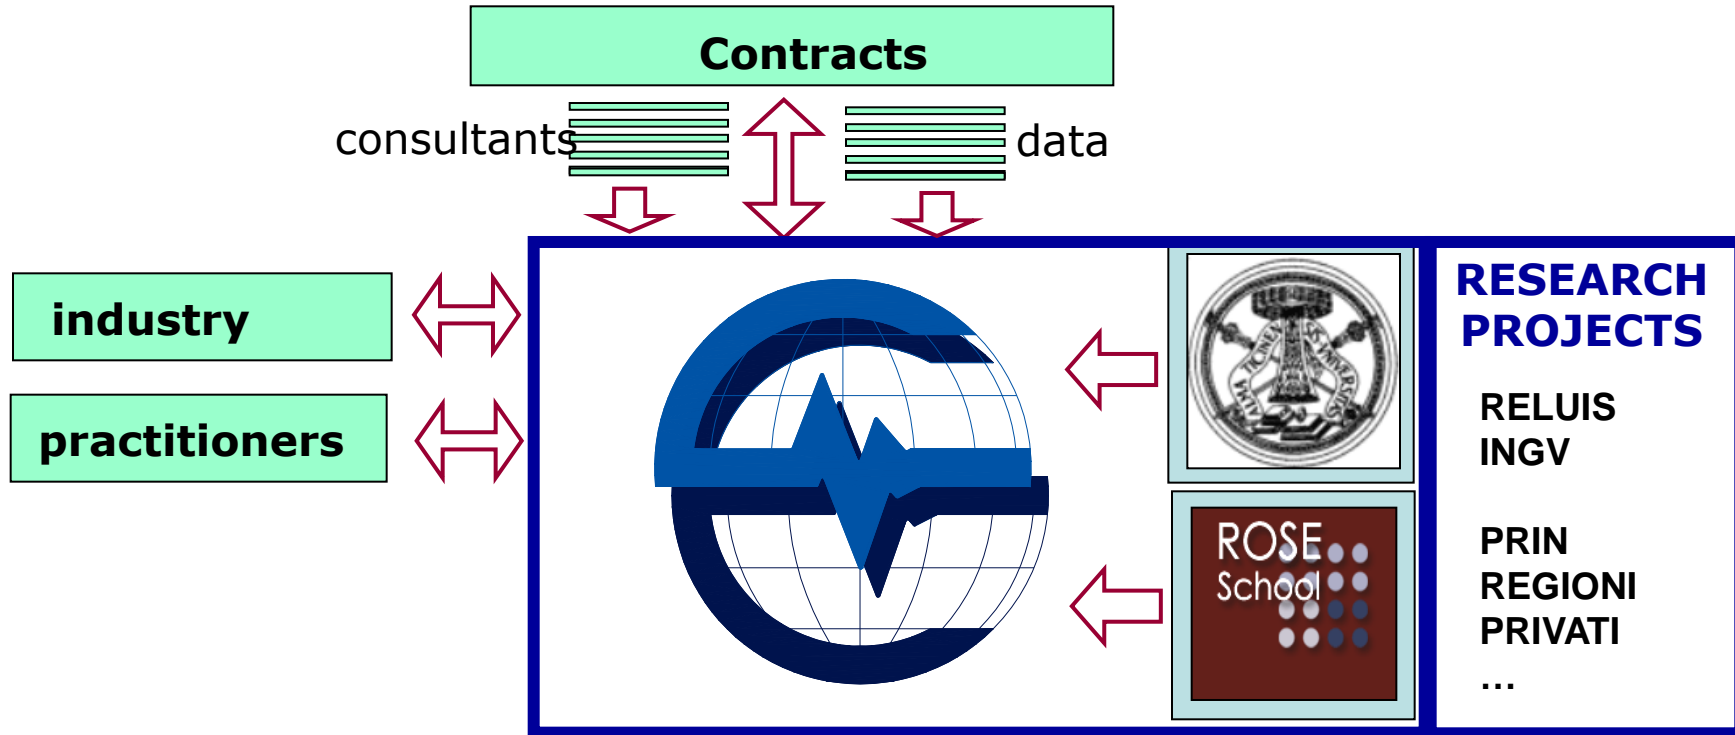 Contracts
consultants
data
industry
practitioners
ROSE
School
RESEARCH
PROJECTS
RELUIS
INGV
PRIN
REGIONI
PRIVATI
...